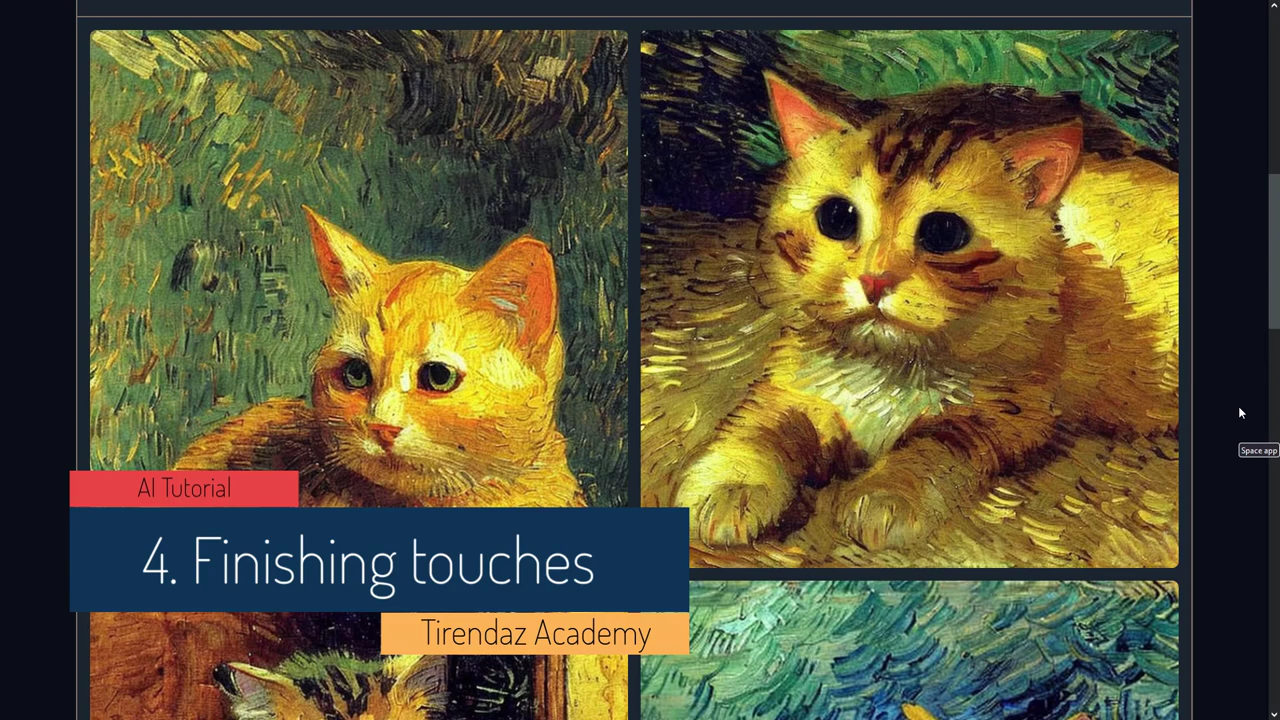 Space app
AI Tutorial
4. Finishing touches
Tirendaz Academy